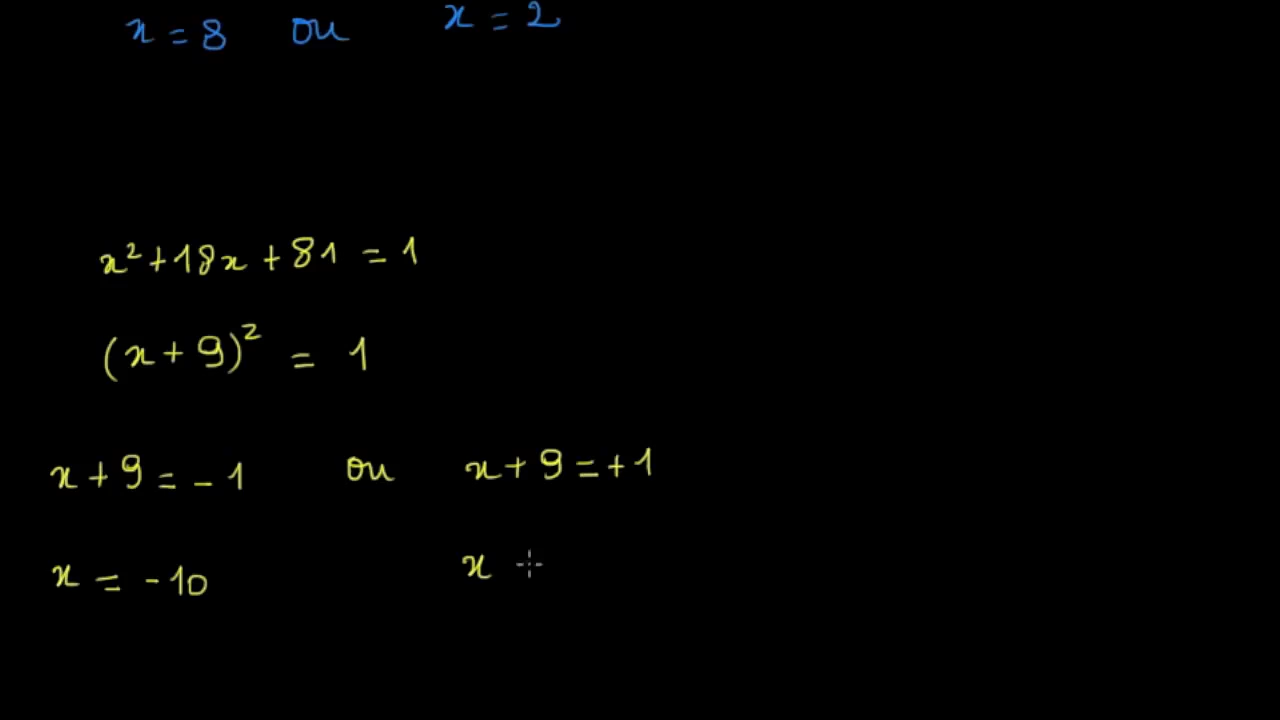 x = 8 ou x = 2
x² + 18x + 81 = 1
(x + 9)² = 1
x + 9 = - 1 ou x + 9 = + 1
x = - 10 x